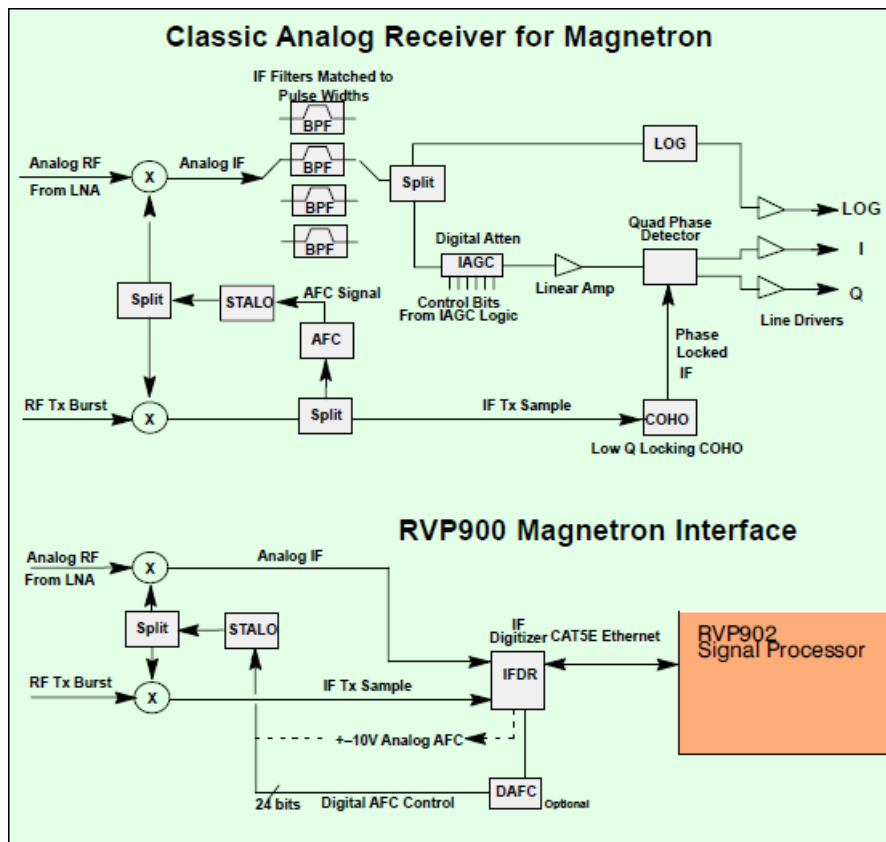 Classic Analog Receiver for Magnetron
IF Filters Matched to
Pulse Widths
BPF
BPF
BPF
BPF
Analog RF
From LNA
X
Analog IF
Split
LOG
LOG
Digital Atten
IAGC
Control Bits
From IAGC Logic
Linear Amp
Quad Phase
Detector
I
Q
Line Drivers
Split
STALO
AFC Signal
AFC
Phase
Locked
IF
RF Tx Burst
X
Split
IF Tx Sample
COHO
Low Q Locking COHO
RVP900 Magnetron Interface
Analog RF
From LNA
X
Analog IF
Split
STALO
IF
Digitizer
CAT5E Ethernet
IFDR
RVP902
Signal Processor
RF Tx Burst
X
IF Tx Sample
+–10V Analog AFC
24 bits
Digital AFC Control
DAFC
Optional